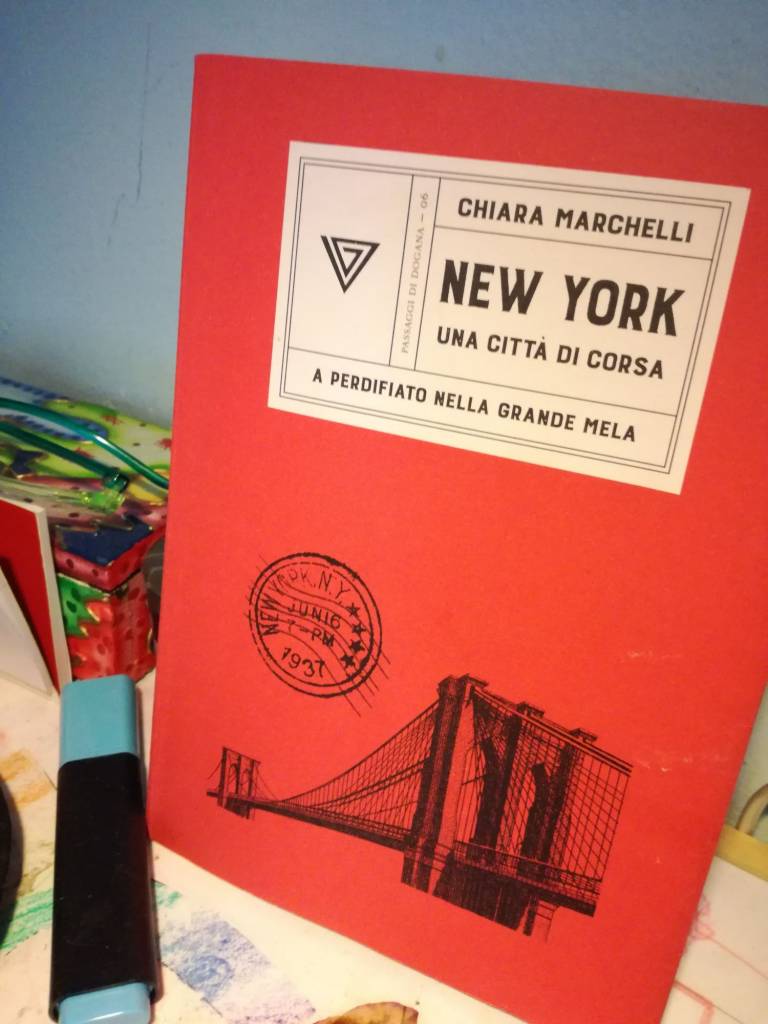 CHIARA MARCHELLI
PASSAGGI DI DOGANA — 06
NEW YORK
UNA CITTÀ DI CORSA
A PERDIFIATO NELLA GRANDE MELA
NEW YORK, N.Y.
JUN 16
7 - PM
1937